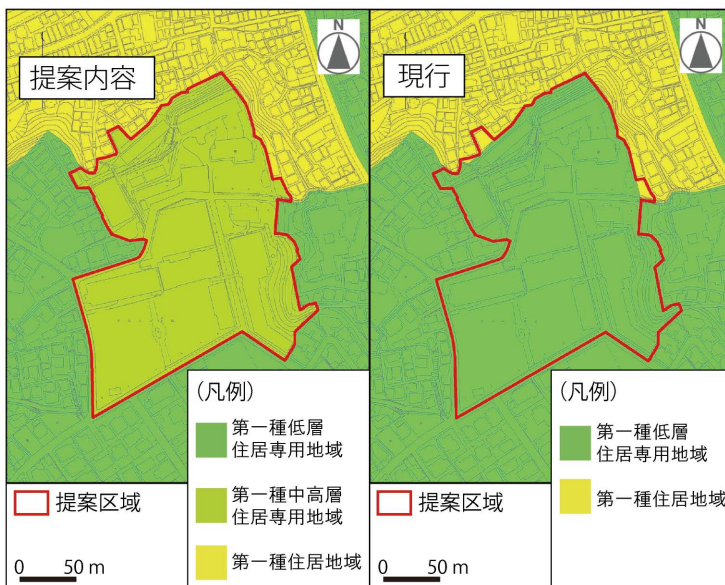 提案内容
N
(凡例)
第一種低層
住居専用地域
第一種中高層
住居専用地域
第一種住居地域
提案区域
0 50 m
現行
N
(凡例)
第一種低層
住居専用地域
第一種住居地域
提案区域
0 50 m